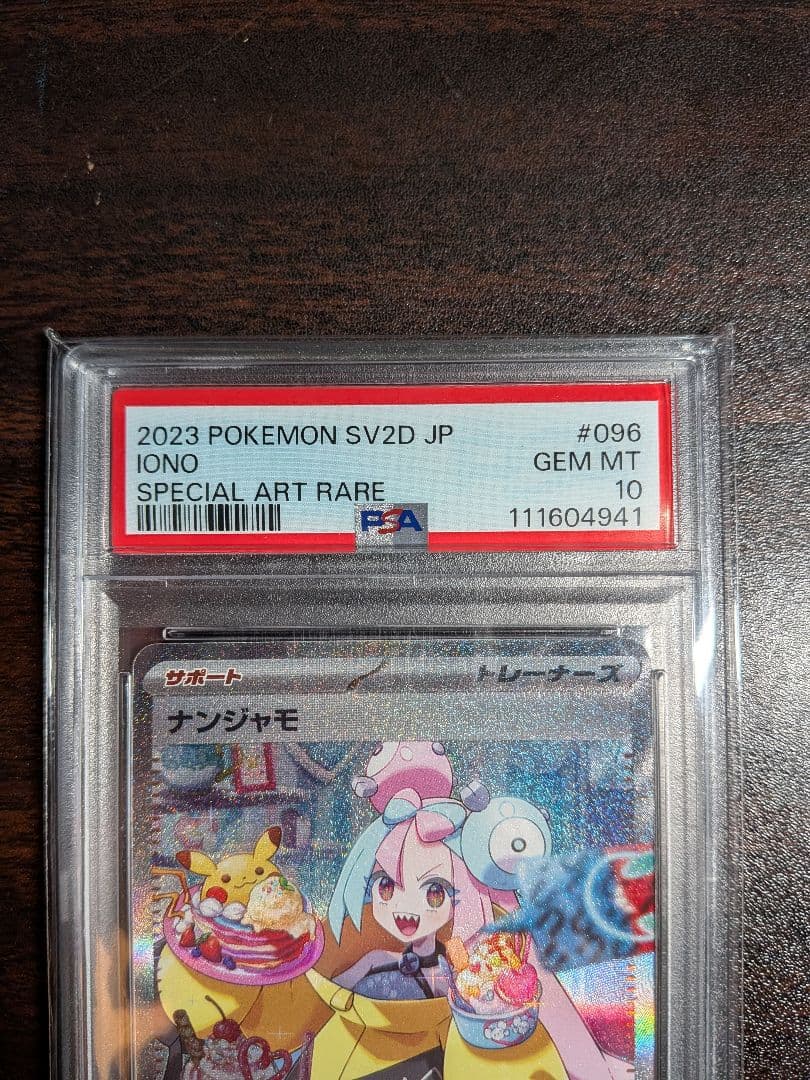 2023 POKEMON SV2D JP #096
IONO GEM MT
SPECIAL ART RARE 10
PSA 111604941
サポート トレーナーズ
ナンジャモ